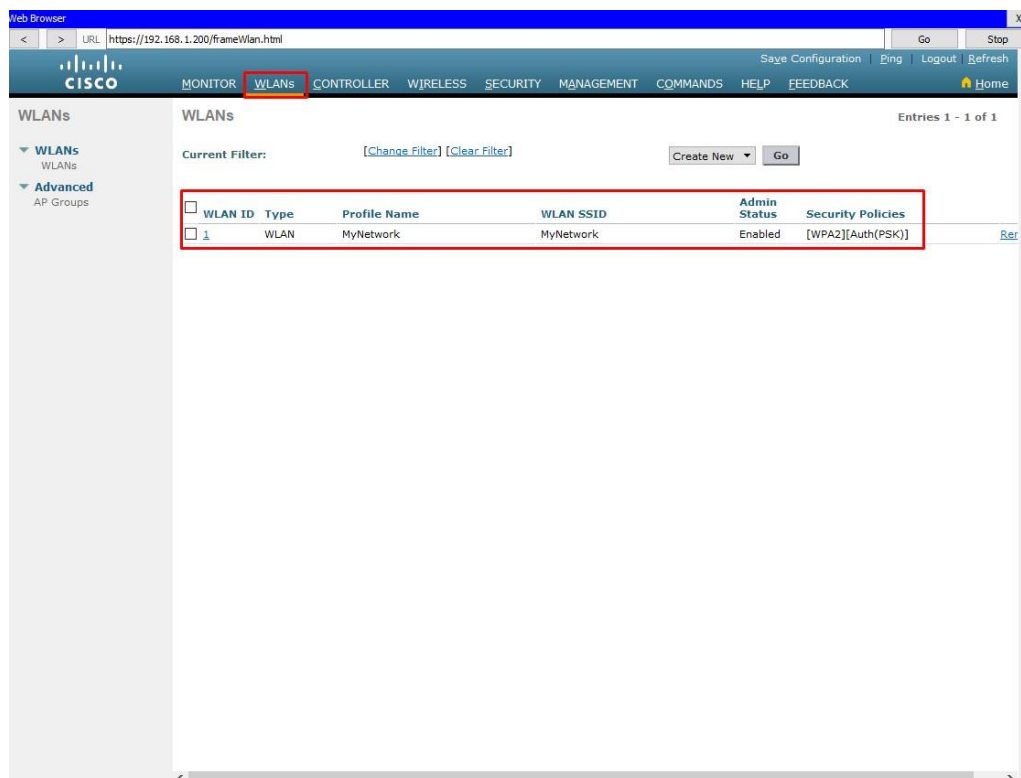 Web Browser X
< > URL https://192.168.1.200/frameWlan.html Go Stop
Save Configuration | Ping | Logout | Refresh
CISCO MONITOR WLANs CONTROLLER WIRELESS SECURITY MANAGEMENT COMMANDS HELP FEEDBACK Home
WLANs
WLANs
WLANs
Advanced
AP Groups
WLANs Entries 1 - 1 of 1
Current Filter: [Change Filter] [Clear Filter] Create New Go
WLAN ID Type Profile Name WLAN SSID Admin Status Security Policies
1 WLAN MyNetwork MyNetwork Enabled [WPA2][Auth(PSK)]